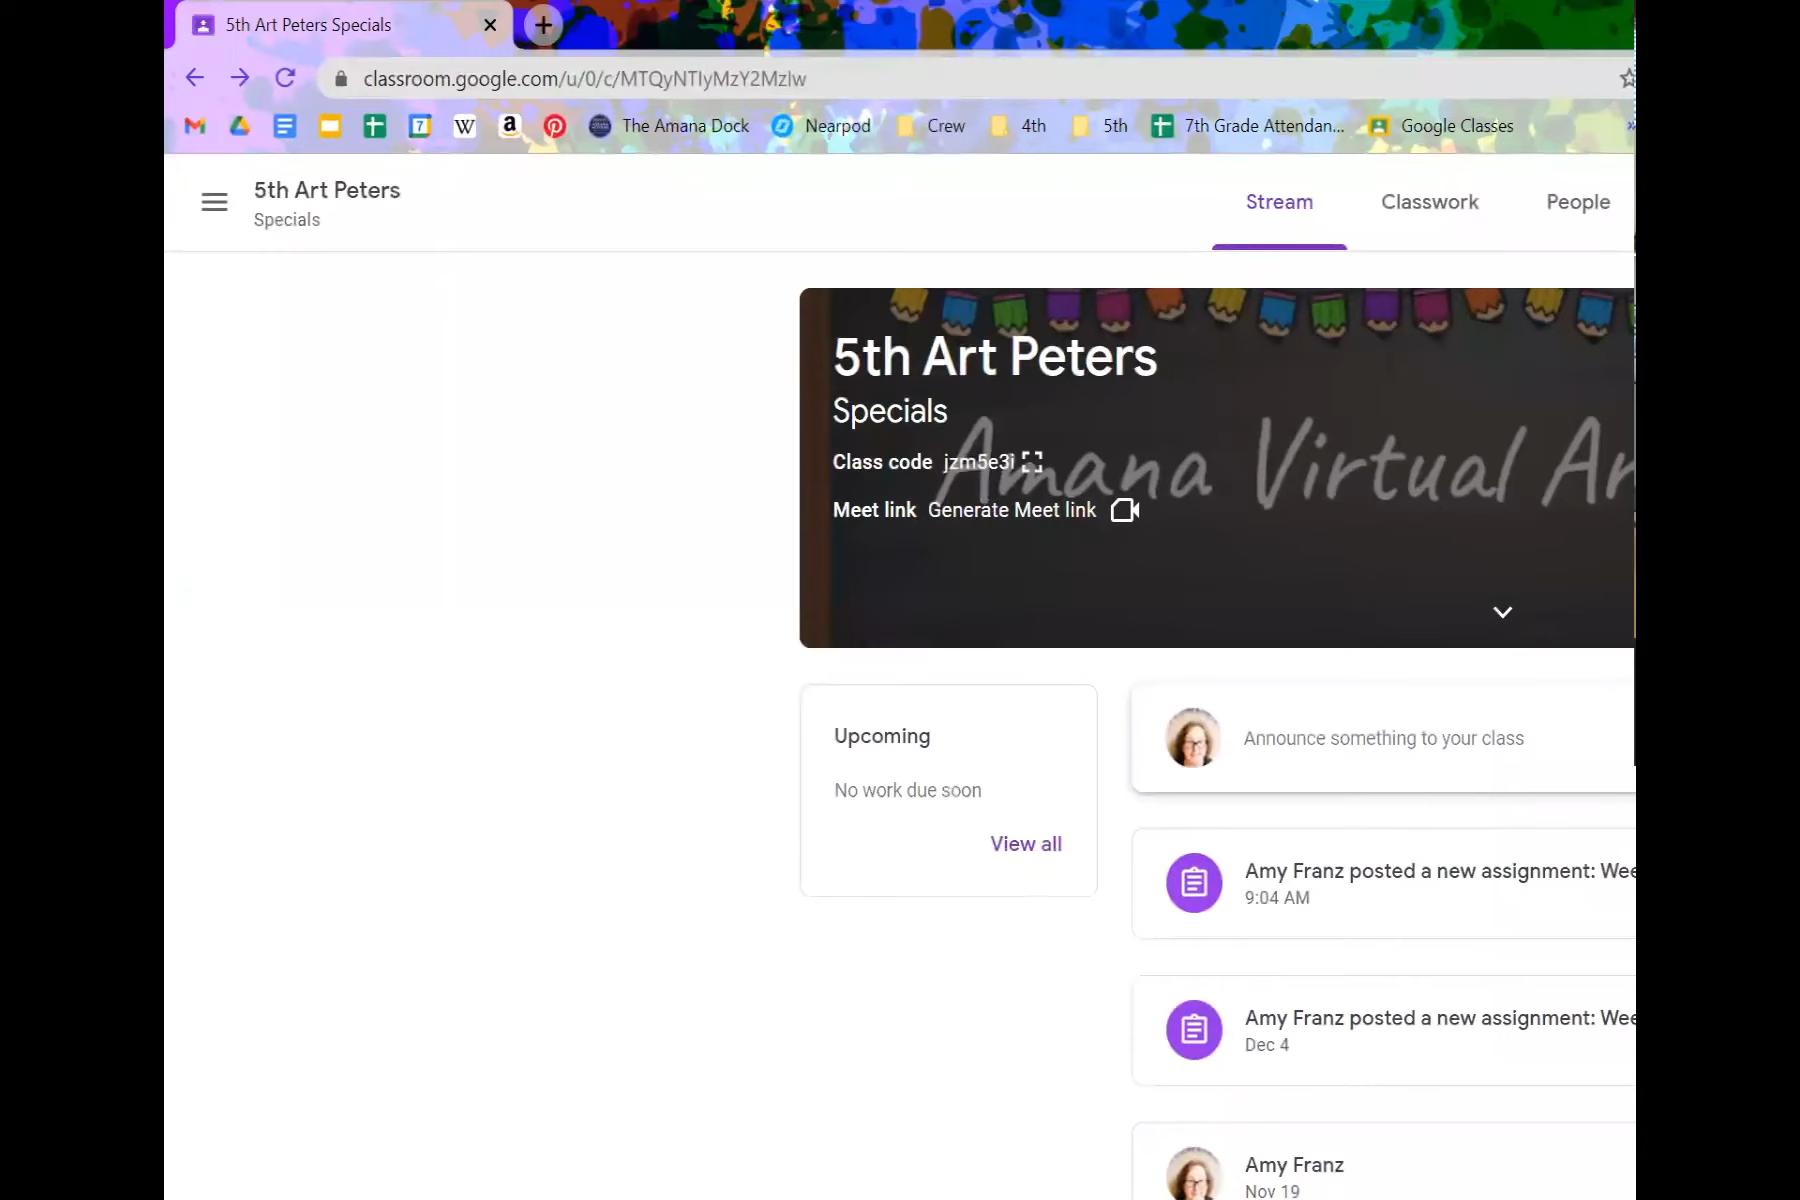 5th Art Peters Specials
classroom.google.com/u/0/c/MTQyNTIyMzY2MzIw
7 W a The Amana Dock Nearpod Crew 4th 5th 7th Grade Attendan... Google Classes »
5th Art Peters
Specials
Stream Classwork People
5th Art Peters
Specials
Amana Virtual Ar
Class code jzm5e3i
Meet link Generate Meet link
Upcoming
No work due soon
View all
Announce something to your class
Amy Franz posted a new assignment: Wee
9:04 AM
Amy Franz posted a new assignment: Wee
Dec 4
Amy Franz
Nov 19